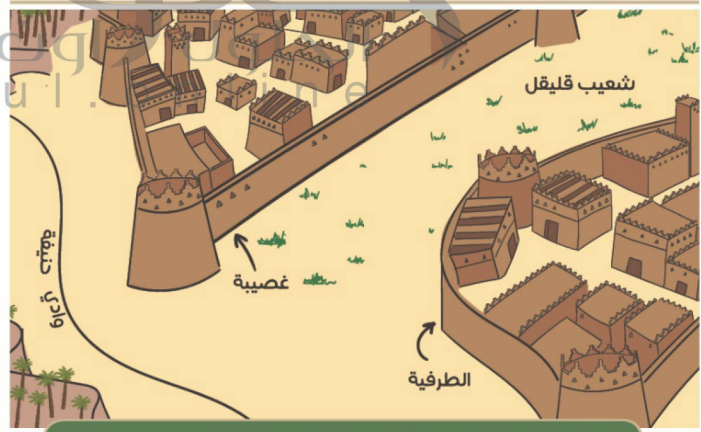 شعيب قليقل
غصيبة
وادي حنيفة
الطرفية